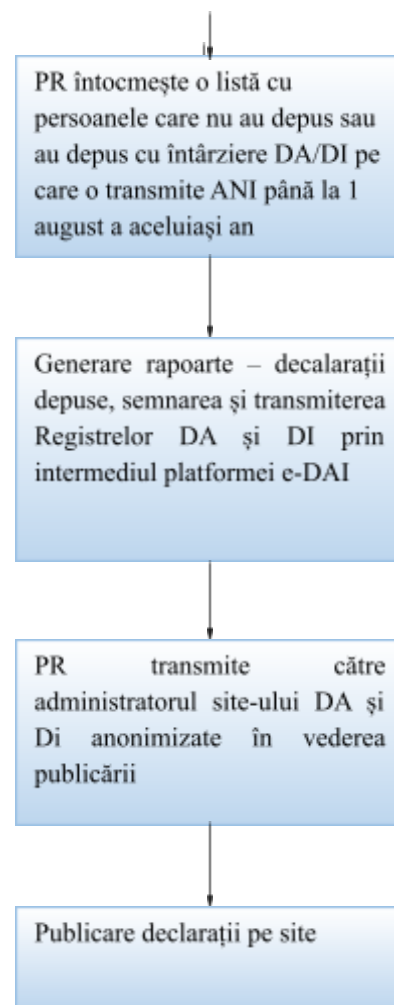 PR întocmește o listă cu
persoanele care nu au depus sau
au depus cu întârziere DA/DI pe
care o transmite ANI până la 1
august a aceluiași an
Generare rapoarte – decalarații
depuse, semnarea și transmiterea
Registrelor DA și DI prin
intermediul platformei e-DAI
PR transmite către
administratorul site-ului DA și
Di anonimizate în vederea
publicării
Publicare declarații pe site